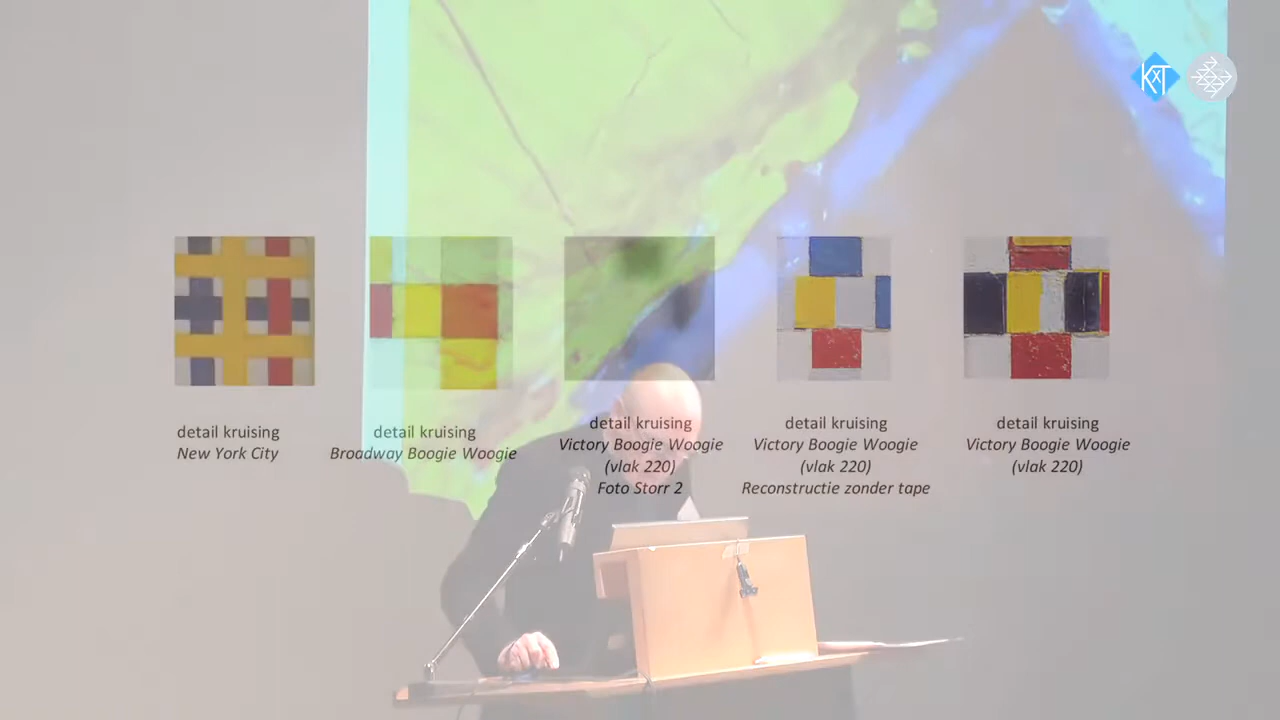 KxT
detail kruising
New York City
detail kruising
Broadway Boogie Woogie
detail kruising
Victory Boogie Woogie
(vlak 220)
Foto Storr 2
detail kruising
Victory Boogie Woogie
(vlak 220)
Reconstructie zonder tape
detail kruising
Victory Boogie Woogie
(vlak 220)